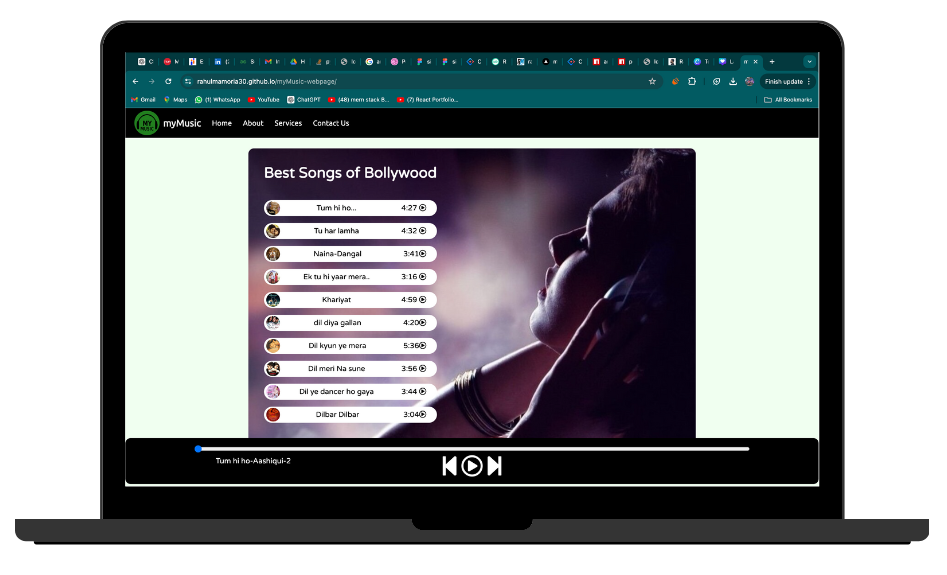 Finish update
rahulmamoria30.github.io/myMusic-webpage/
Gmail Maps (1) WhatsApp YouTube ChatGPT (48) mern stack B... (7) React Portfolio... All Bookmarks
MY MUSIC myMusic Home About Services Contact Us
Best Songs of Bollywood
Tum hi ho... 4:27
Tu har lamha 4:32
Naina-Dangal 3:41
Ek tu hi yaar mera.. 3:16
Khariyat 4:59
dil diya gallan 4:20
Dil kyun ye mera 5:36
Dil meri Na sune 3:56
Dil ye dancer ho gaya 3:44
Dilbar Dilbar 3:04
Tum hi ho-Aashiqui-2